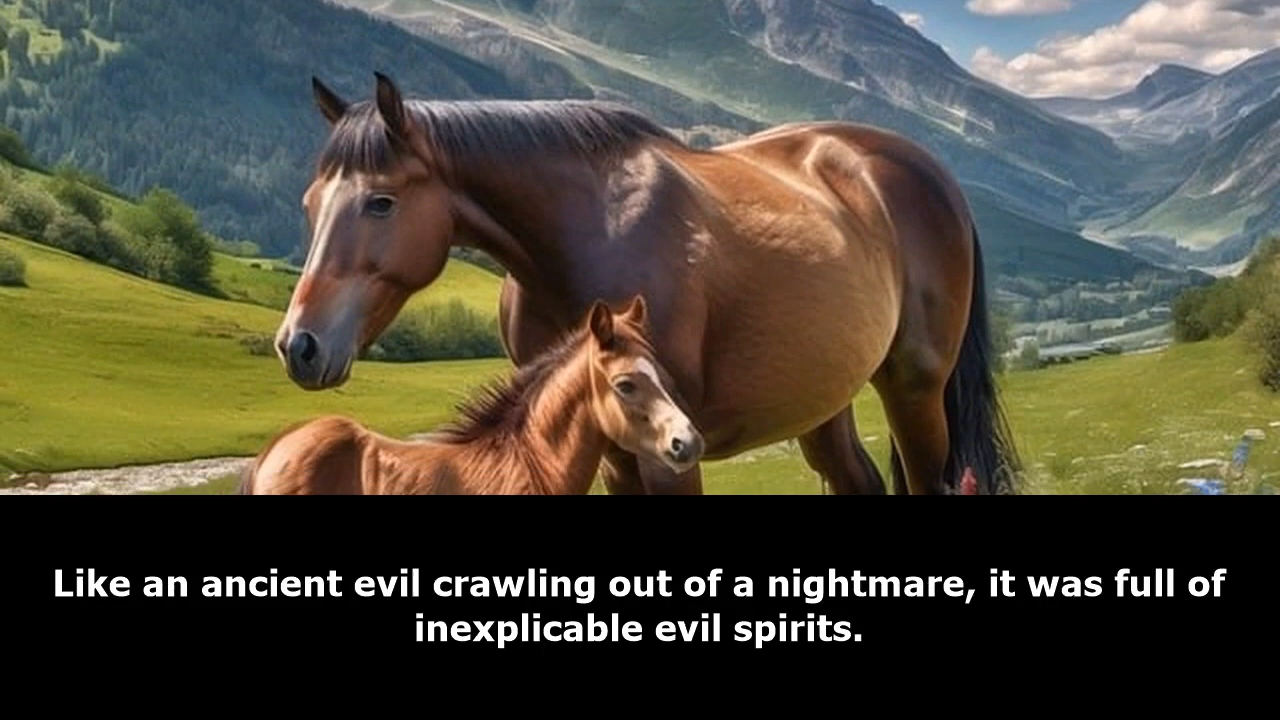 Like an ancient evil crawling out of a nightmare, it was full of
inexplicable evil spirits.